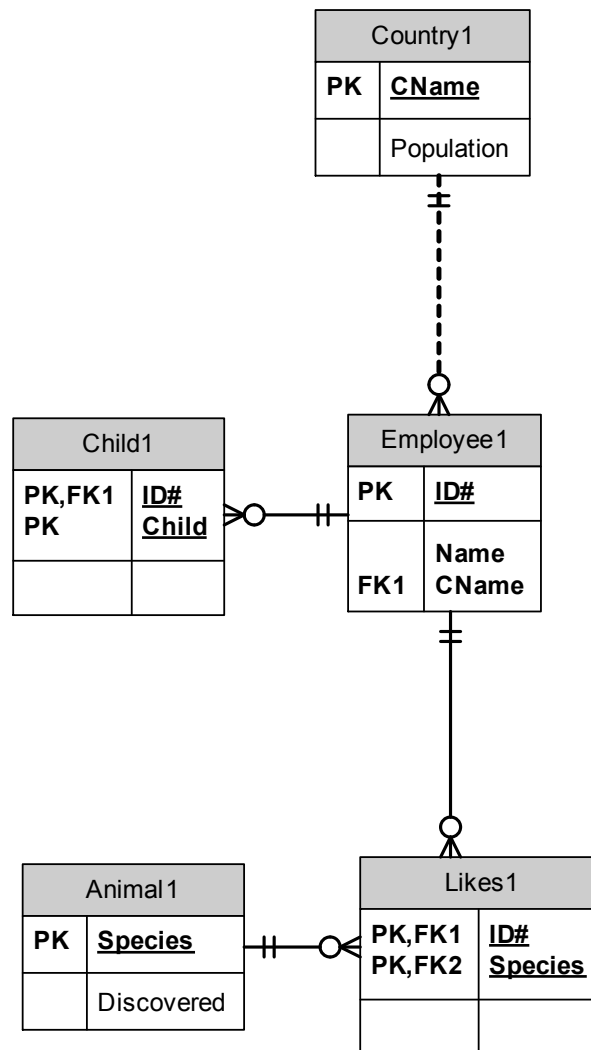 Country1
PK CName
Population
Child1
PK,FK1 ID#
PK Child
Employee1
PK ID#
Name
FK1 CName
Animal1
PK Species
Discovered
Likes1
PK,FK1 ID#
PK,FK2 Species